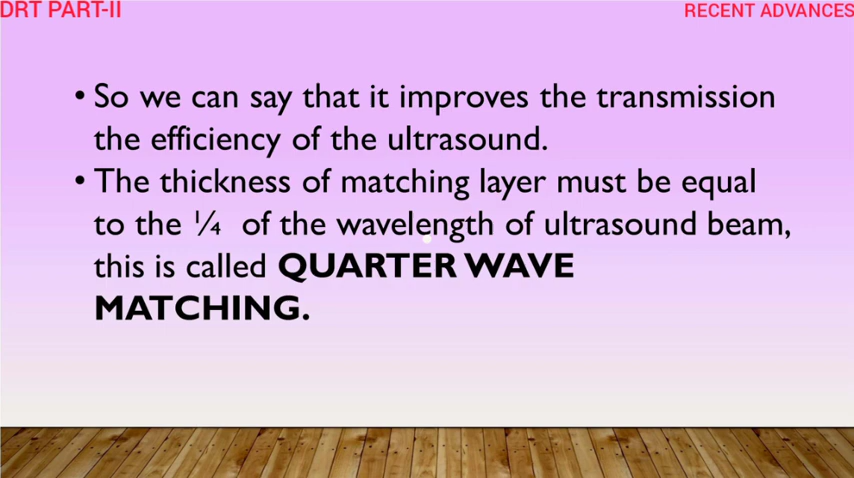 DRT PART-II
RECENT ADVANCES
• So we can say that it improves the transmission
the efficiency of the ultrasound.
• The thickness of matching layer must be equal
to the ¼ of the wavelength of ultrasound beam,
this is called QUARTER WAVE
MATCHING.